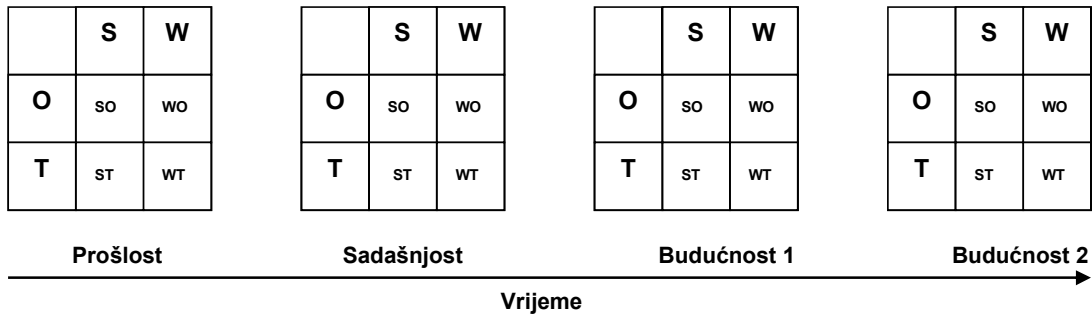 S W S W S W S W
O SO WO O SO WO O SO WO O SO WO
T ST WT T ST WT T ST WT T ST WT
Prošlost Sadašnjost Budućnost 1 Budućnost 2
Vrijeme